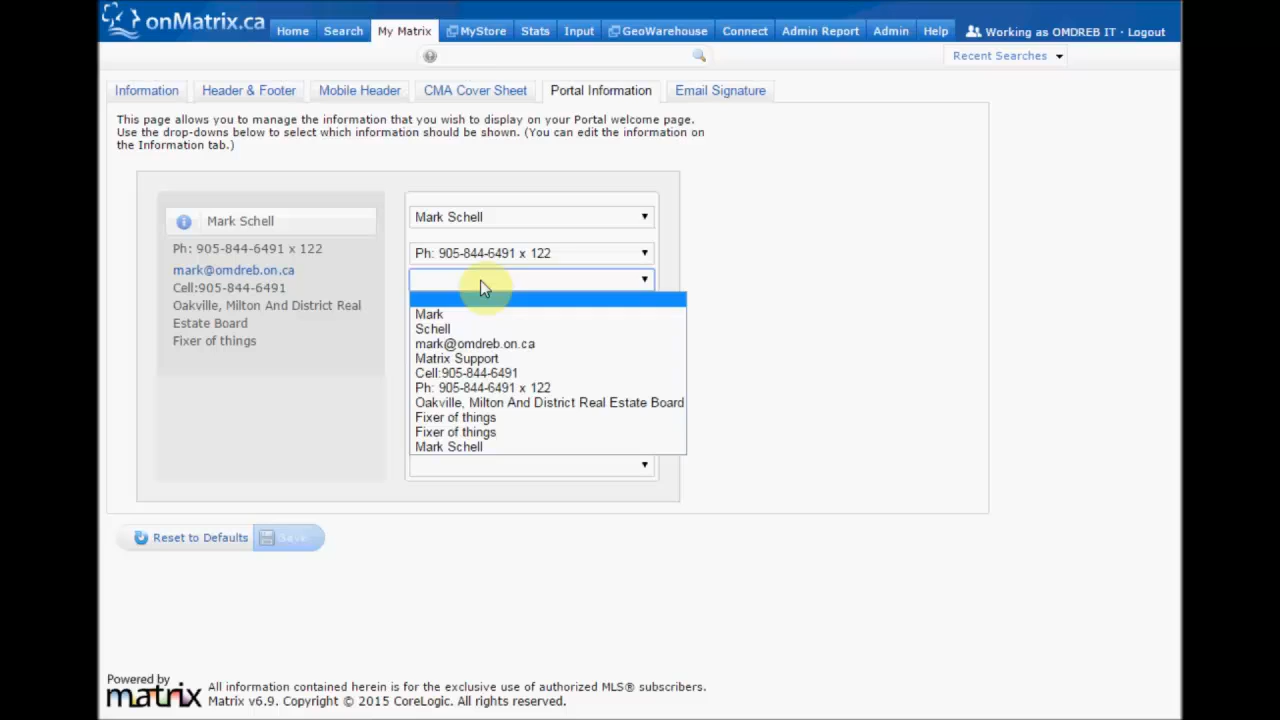 onMatrix.ca
Home Search My Matrix MyStore Stats Input GeoWarehouse Connect Admin Report Admin Help Working as OMDREB IT · Logout
Recent Searches
Information Header & Footer Mobile Header CMA Cover Sheet Portal Information Email Signature
This page allows you to manage the information that you wish to display on your Portal welcome page.
Use the drop-downs below to select which information should be shown. (You can edit the information on
the Information tab.)
Mark Schell
Ph: 905-844-6491 x 122
mark@omdreb.on.ca
Cell:905-844-6491
Oakville, Milton And District Real
Estate Board
Fixer of things
Mark Schell
Ph: 905-844-6491 x 122
Mark
Schell
mark@omdreb.on.ca
Matrix Support
Cell:905-844-6491
Ph: 905-844-6491 x 122
Oakville, Milton And District Real Estate Board
Fixer of things
Fixer of things
Mark Schell
Reset to Defaults Save
Powered by
matrix
All information contained herein is for the exclusive use of authorized MLS® subscribers.
Matrix v6.9. Copyright © 2015 CoreLogic. All rights reserved.